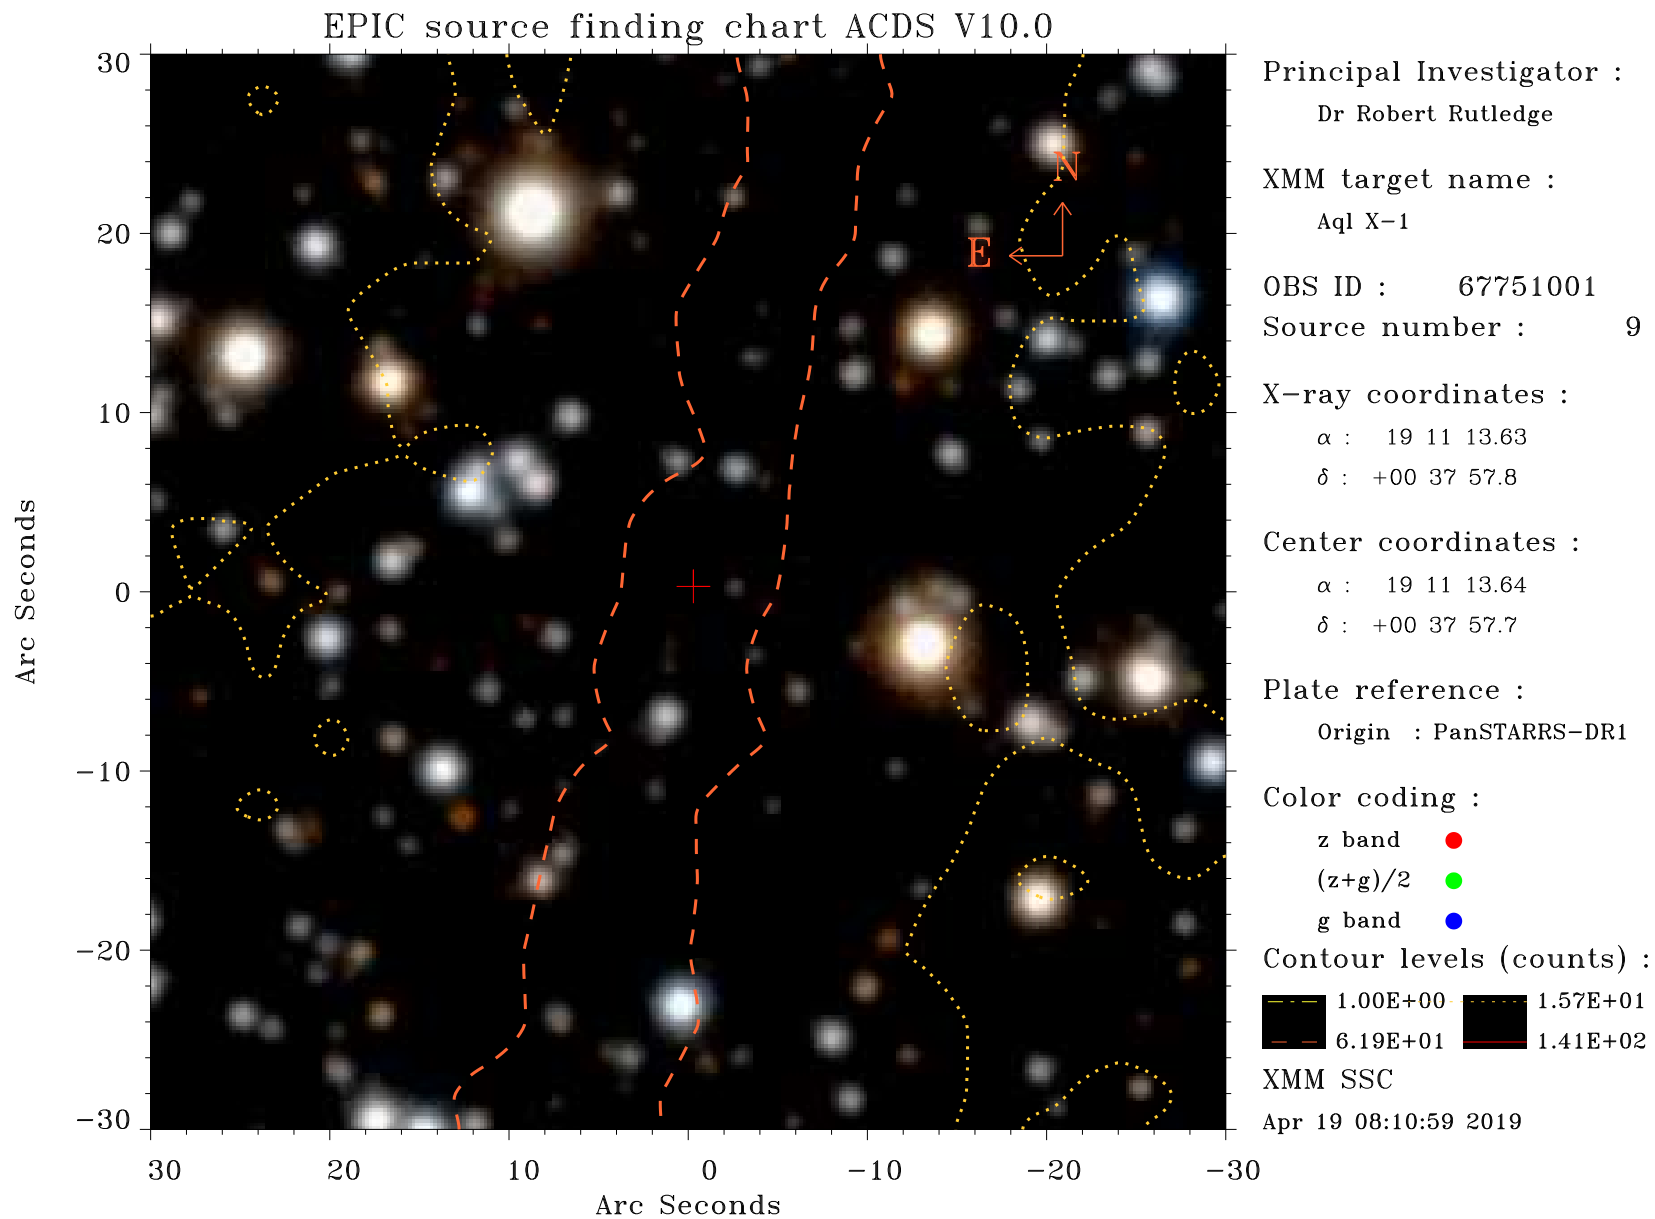 EPIC source finding chart ACDS V10.0
30
20
10
0
−10
−20
−30
Arc Seconds
30
20
10
0
−10
−20
−30
Arc Seconds
N
E
Principal Investigator :
Dr Robert Rutledge
XMM target name :
Aql X−1
OBS ID : 67751001
Source number : 9
X−ray coordinates :
α : 19 11 13.63
δ : +00 37 57.8
Center coordinates :
α : 19 11 13.64
δ : +00 37 57.7
Plate reference :
Origin : PanSTARRS−DR1
Color coding :
z band
(z+g)/2
g band
Contour levels (counts) :
1.00E+00 1.57E+01
6.19E+01 1.41E+02
XMM SSC
Apr 19 08:10:59 2019